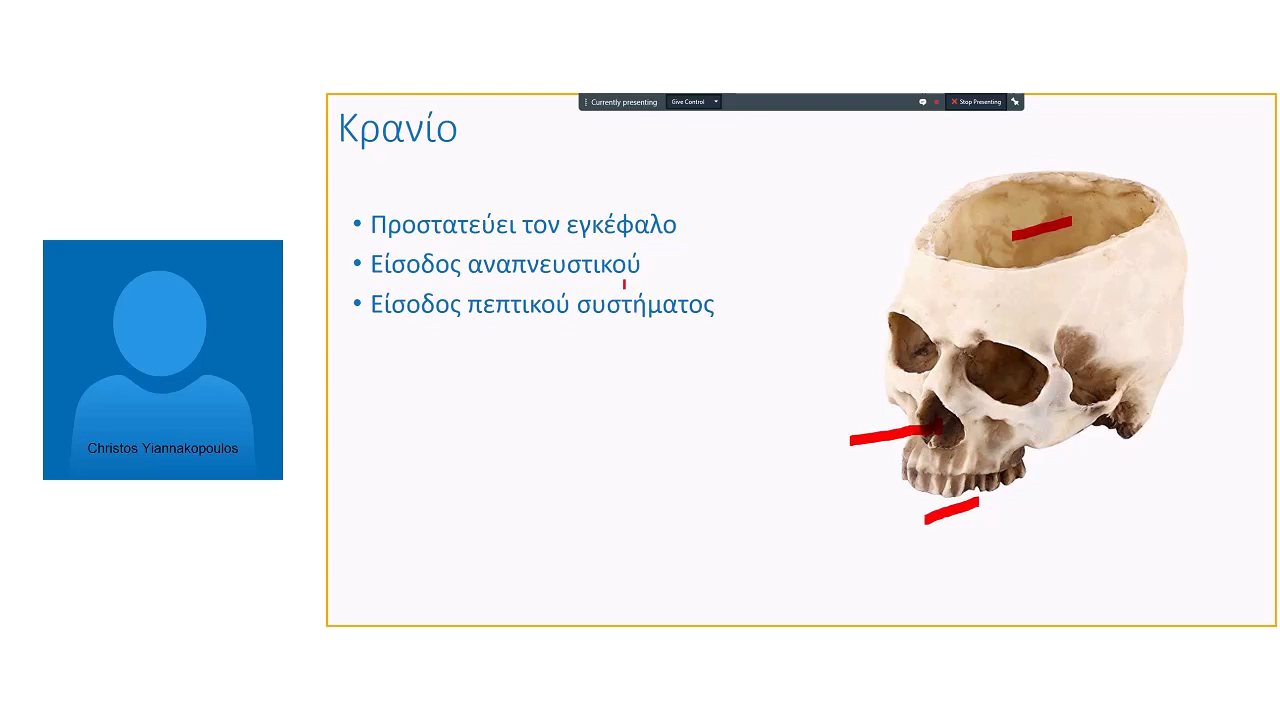 Currently presenting
Give Control
Stop Presenting
Κρανίο
• Προστατεύει τον εγκέφαλο
• Είσοδος αναπνευστικού
• Είσοδος πεπτικού συστήματος
Christos Yiannakopoulos